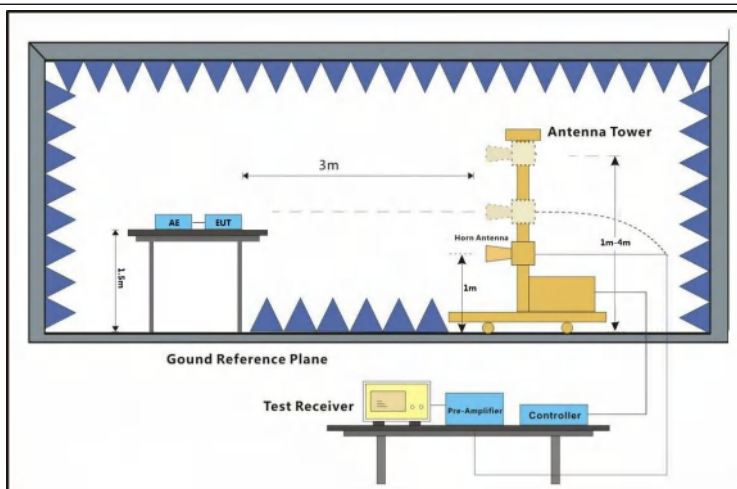 Antenna Tower
3m
AE
EUT
Horn Antenna
1m-4m
1.5m
1m
Gound Reference Plane
Test Receiver
Pre-Amplifier
Controller